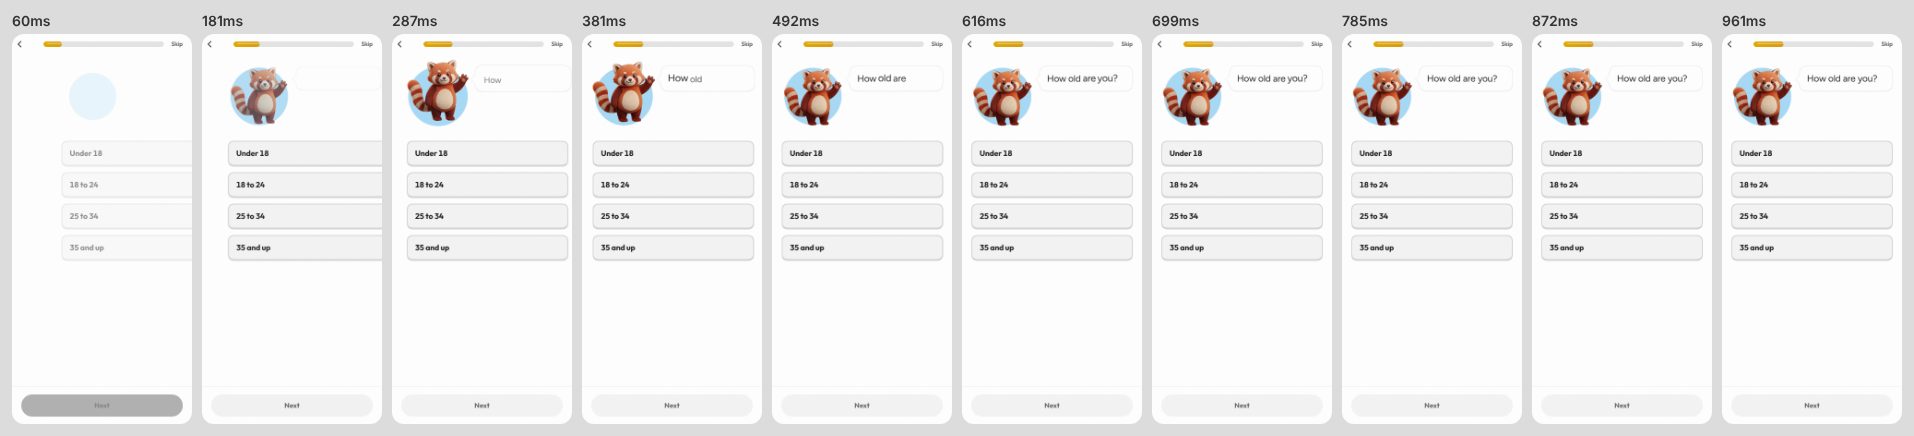 60ms 181ms 287ms 381ms 492ms 616ms 699ms 785ms 872ms 961ms
Skip
Under 18
18 to 24
25 to 34
35 and up
Next
Skip
Under 18
18 to 24
25 to 34
35 and up
Next
Skip
How
Under 18
18 to 24
25 to 34
35 and up
Next
Skip
How old
Under 18
18 to 24
25 to 34
35 and up
Next
Skip
How old are
Under 18
18 to 24
25 to 34
35 and up
Next
Skip
How old are you?
Under 18
18 to 24
25 to 34
35 and up
Next
Skip
How old are you?
Under 18
18 to 24
25 to 34
35 and up
Next
Skip
How old are you?
Under 18
18 to 24
25 to 34
35 and up
Next
Skip
How old are you?
Under 18
18 to 24
25 to 34
35 and up
Next
Skip
How old are you?
Under 18
18 to 24
25 to 34
35 and up
Next